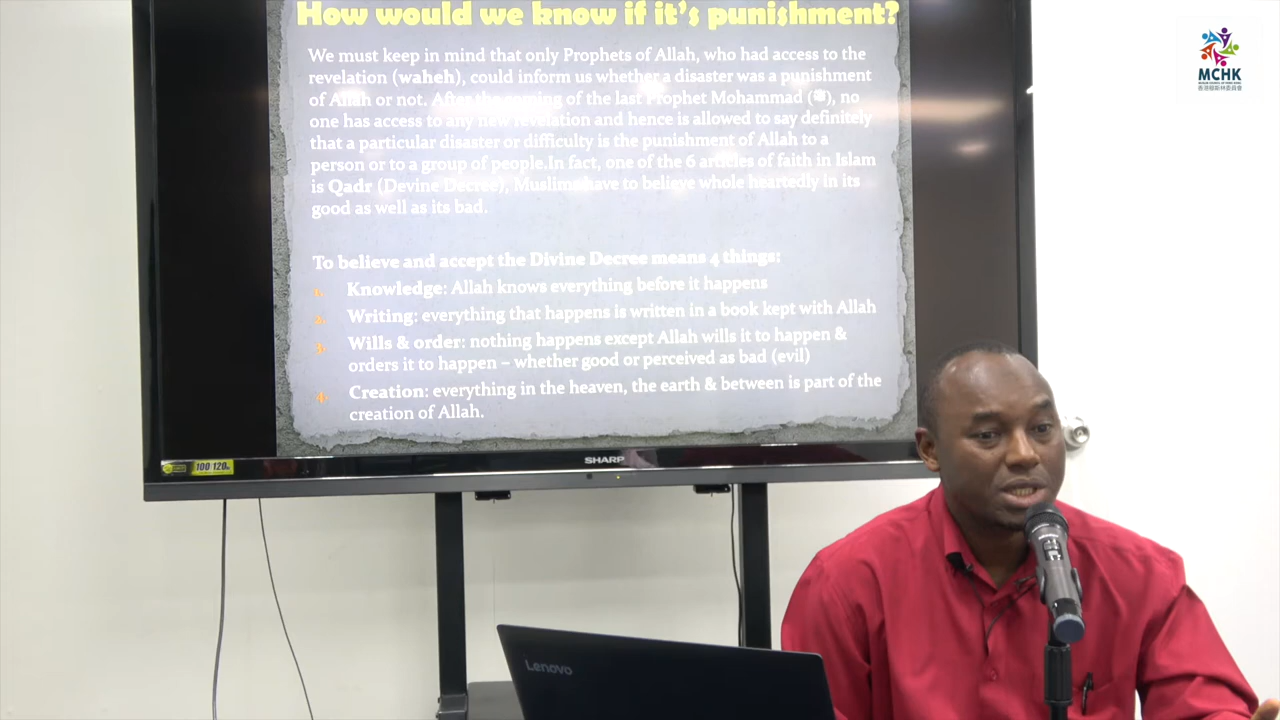 How would we know if it's punishment?
We must keep in mind that only Prophets of Allah, who had access to the
revelation (waheh), could inform us whether a disaster was a punishment
of Allah or not. After the coming of the last Prophet Mohammad (ﷺ), no
one has access to any new revelation and hence is allowed to say definitely
that a particular disaster or difficulty is the punishment of Allah to a
person or to a group of people.In fact, one of the 6 articles of faith in Islam
is Qadr (Devine Decree), Muslims have to believe whole heartedly in its
good as well as its bad.
To believe and accept the Divine Decree means 4 things:
1. Knowledge: Allah knows everything before it happens
2. Writing: everything that happens is written in a book kept with Allah
3. Wills & order: nothing happens except Allah wills it to happen &
orders it to happen – whether good or perceived as bad (evil)
4. Creation: everything in the heaven, the earth & between is part of the
creation of Allah.
MCHK
SHARP
100-120
Lenovo